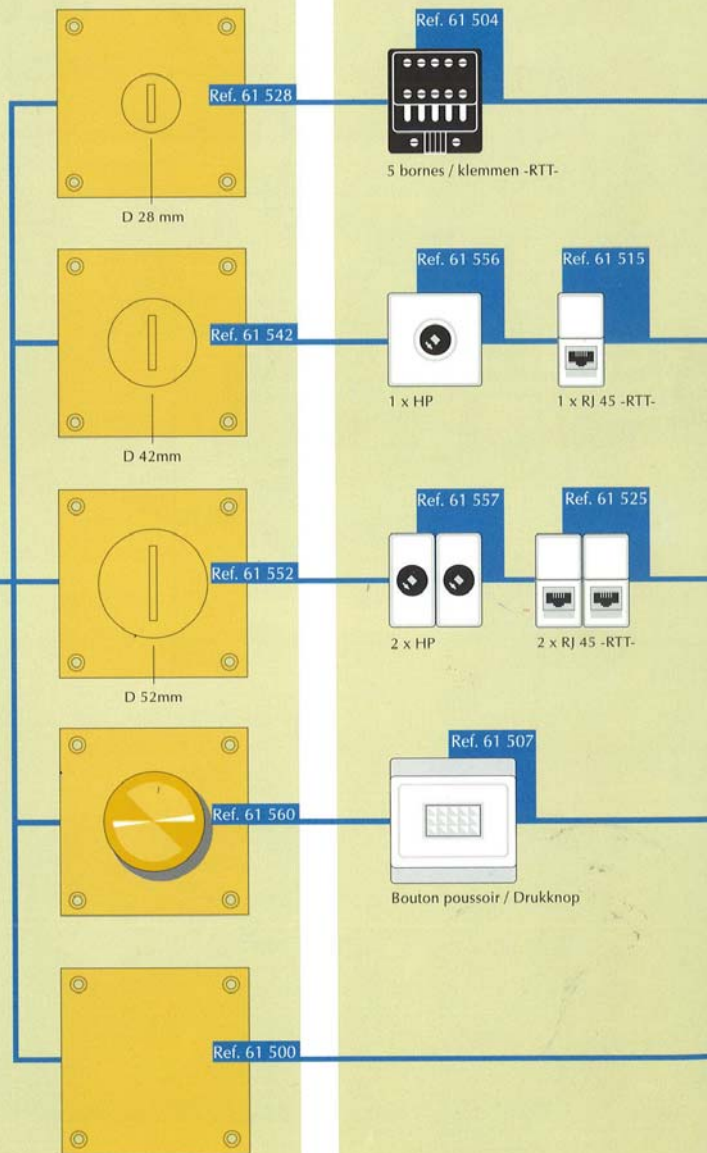 Ref. 61 504
Ref. 61 528
5 bornes / klemmen -RTT-
D 28 mm
Ref. 61 556
Ref. 61 515
Ref. 61 542
1 x HP
1 x RJ 45 -RTT-
D 42mm
Ref. 61 557
Ref. 61 525
Ref. 61 552
2 x HP
2 x RJ 45 -RTT-
D 52mm
Ref. 61 507
Ref. 61 560
Bouton poussoir / Drukknop
Ref. 61 500